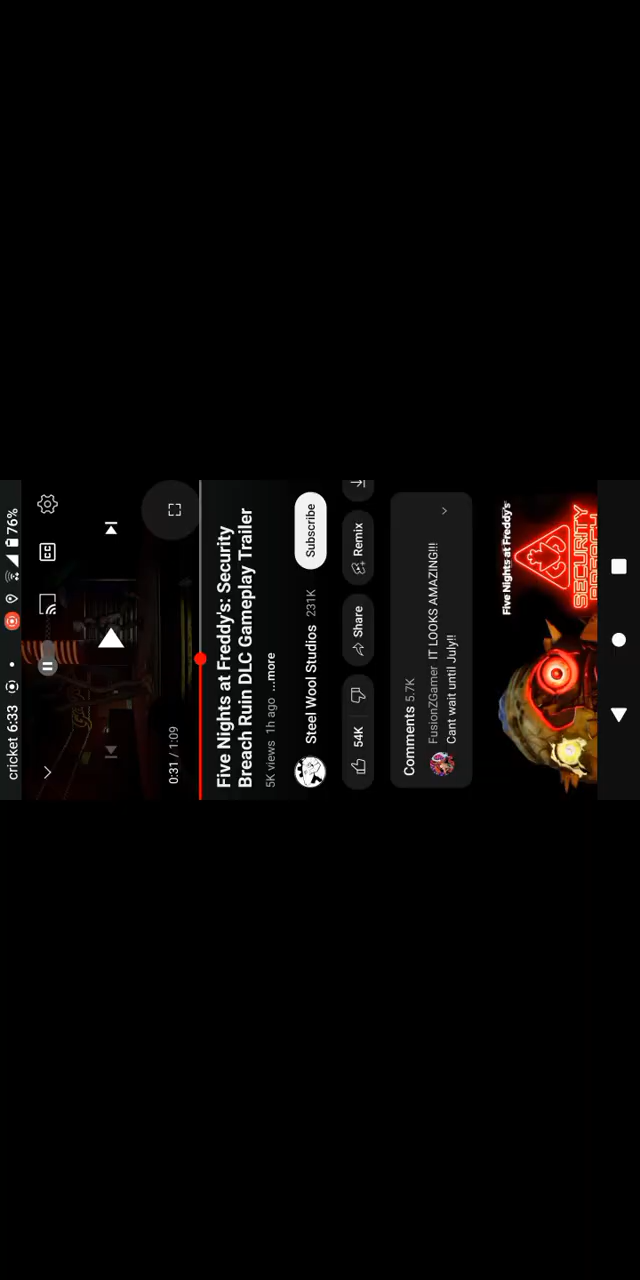 cricket 6:33
76%
CC
0:31 / 1:09
Five Nights at Freddy's: Security
Breach Ruin DLC Gameplay Trailer
5K views 1h ago ...more
Steel Wool Studios 231K
Subscribe
54K
Share
Remix
Comments 5.7K
FusionZGamer IT LOOKS AMAZING!!!
Cant wait until July!!
Five Nights at Freddy's
SECURITY
BREACH